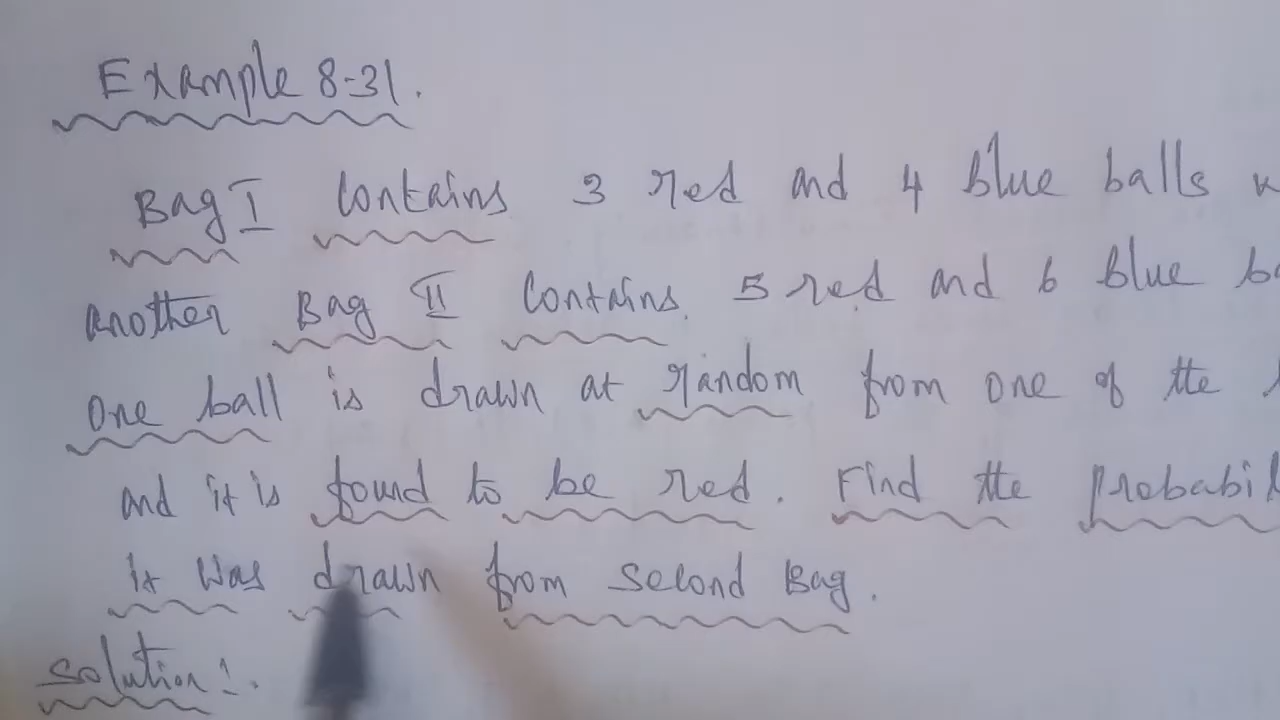 Example 8-31.
Bag I Contains 3 red and 4 blue balls
another Bag II Contains 5 red and 6 blue
One ball is drawn at random from one of the
and it is found to be red. Find the probabil
it was drawn from second Bag.
Solution:.